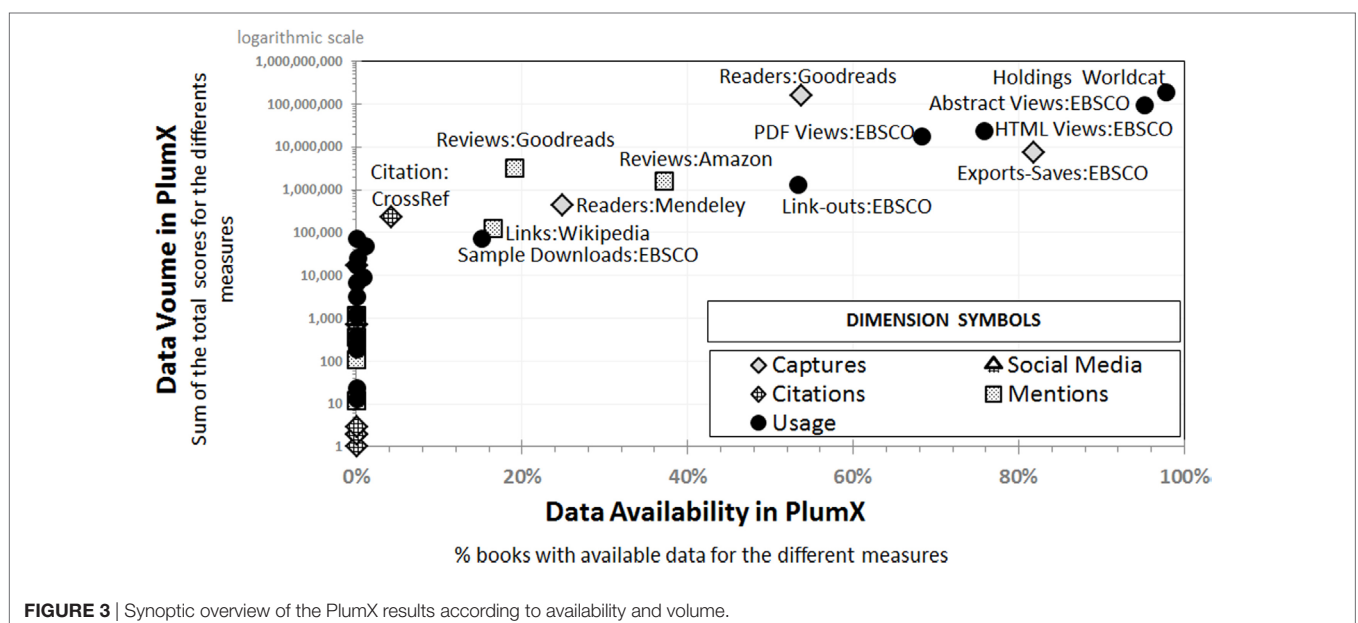 logarithmic scale
Data Volume in PlumX
Sum of the total scores for the differents
measures
1,000,000,000
100,000,000
10,000,000
1,000,000
100,000
10,000
1,000
100
10
1
Readers:Goodreads
Holdings Worldcat
Abstract Views:EBSCO
PDF Views:EBSCO
HTML Views:EBSCO
Reviews:Goodreads
Reviews:Amazon
Exports-Saves:EBSCO
Citation:
CrossRef
Readers:Mendeley
Link-outs:EBSCO
Links:Wikipedia
Sample Downloads:EBSCO
DIMENSION SYMBOLS
Captures
Social Media
Citations
Mentions
Usage
0%
20%
40%
60%
80%
100%
Data Availability in PlumX
% books with available data for the different measures
FIGURE 3 | Synoptic overview of the PlumX results according to availability and volume.